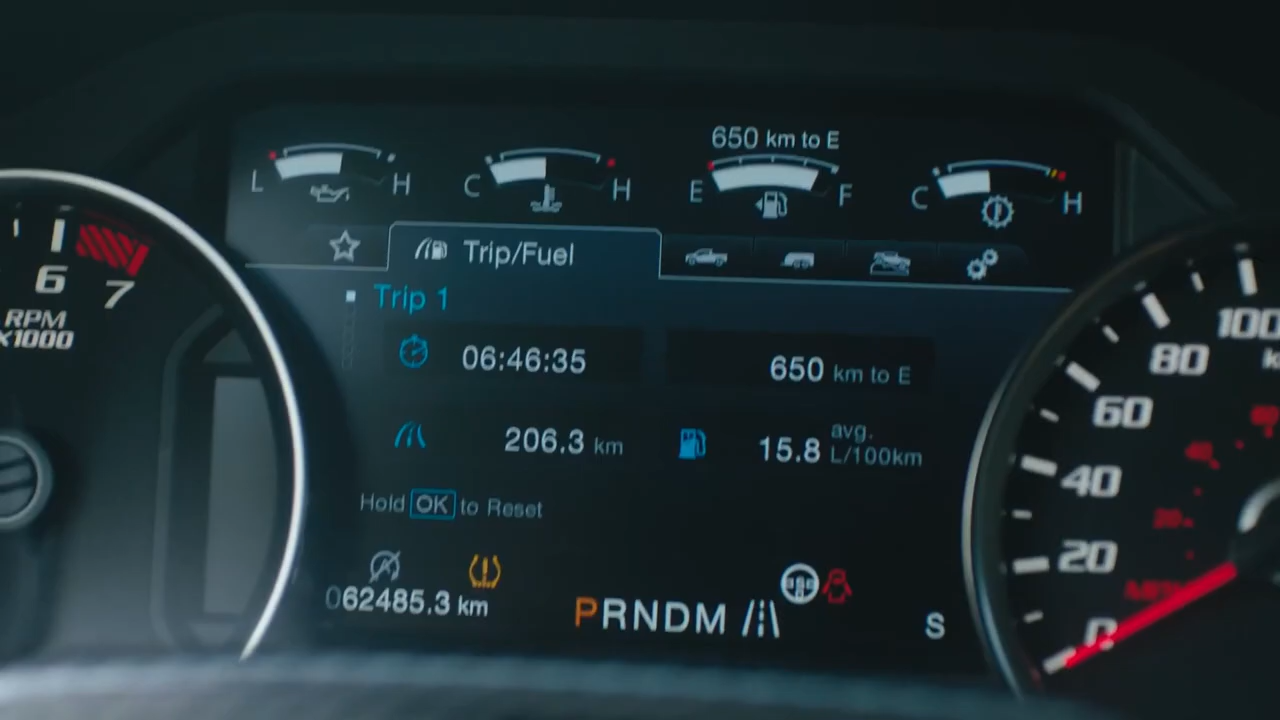 650 km to E
L H
C H
E F
C H
Trip/Fuel
Trip 1
06:46:35
650 km to E
206.3 km
15.8 avg. L/100km
Hold OK to Reset
062485.3 km
PRNDM
S
6 7
RPM
x1000
100
80
60
40
20
0